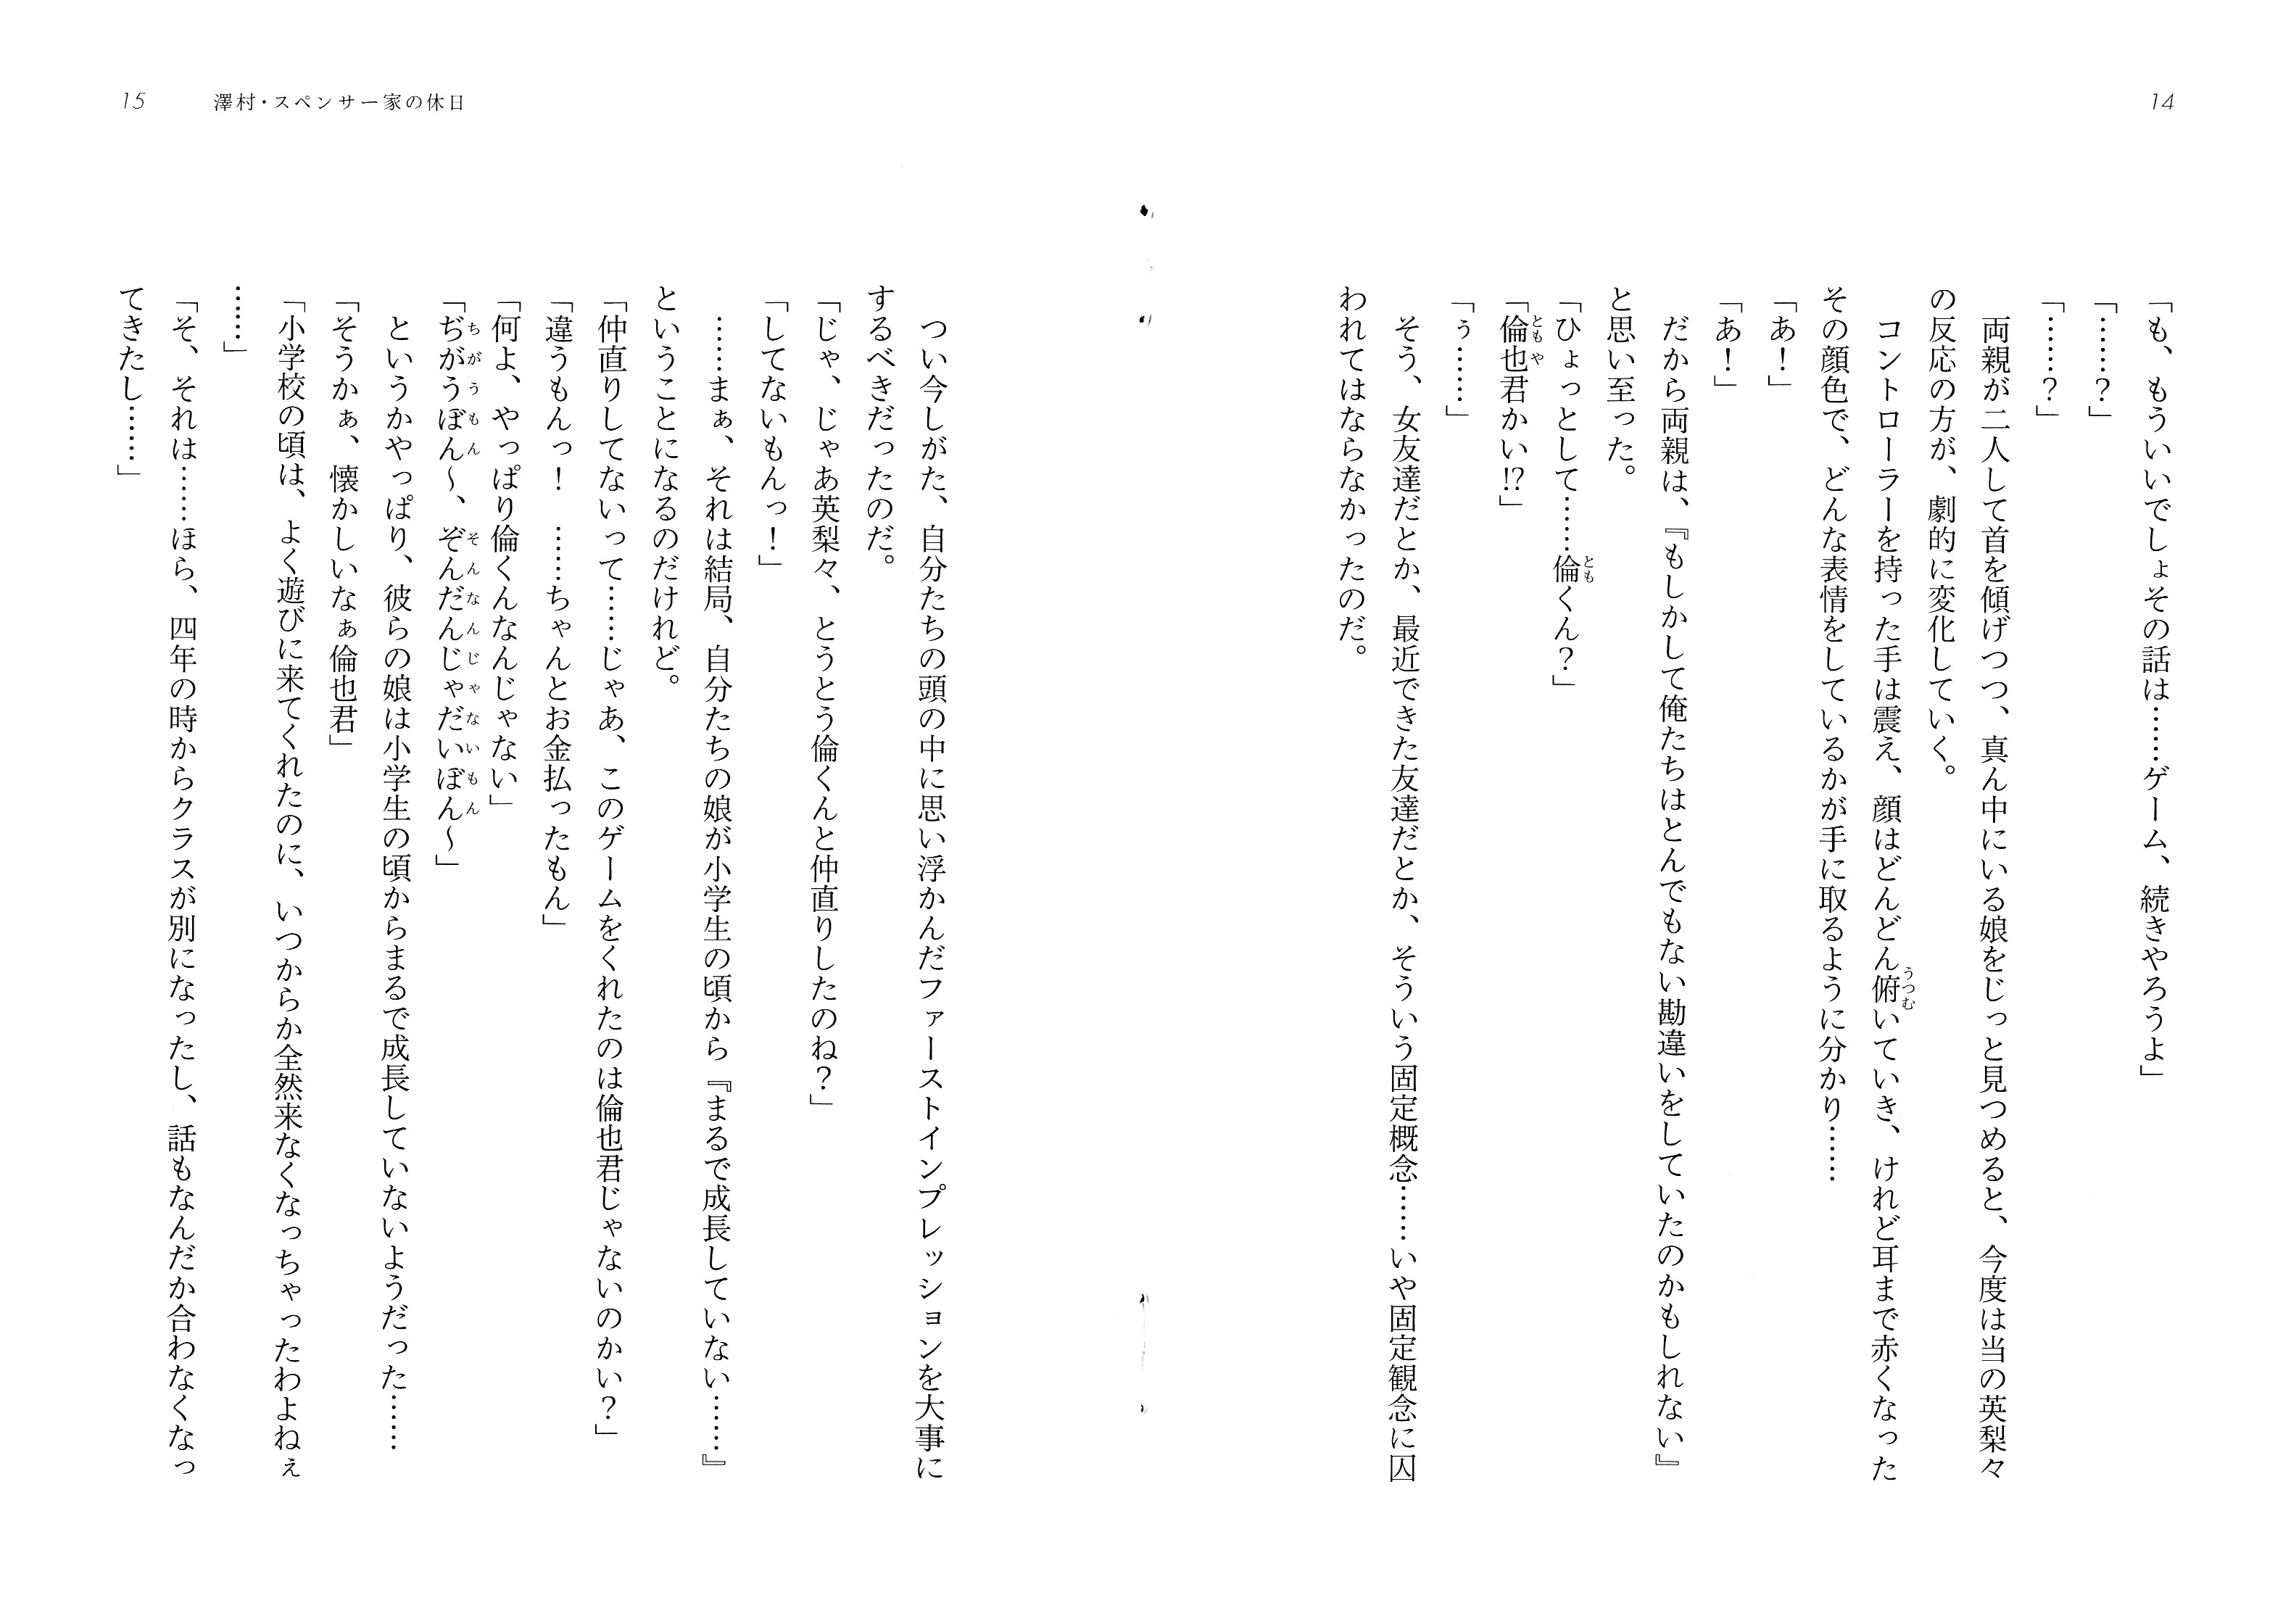 14
「も、もういいでしょその話は……ゲーム、続きやろうよ」
「……？」
「……？」
両親が二人して首を傾げつつ、真ん中にいる娘をじっと見つめると、今度は当の英梨々
の反応の方が、劇的に変化していく。
コントローラーを持った手は震え、顔はどんどん俯いていき、けれど耳まで赤くなった
うつむ
その顔色で、どんな表情をしているかが手に取るように分かり……
「あ！」
「あ！」
だから両親は、『もしかして俺たちはとんでもない勘違いをしていたのかもしれない』
と思い至った。
「ひょっとして……倫くん？」
とも
「倫也君かい!?」
ともや
「ぅ……」
そう、女友達だとか、最近できた友達だとか、そういう固定概念……いや固定観念に囚
われてはならなかったのだ。
15
澤村・スペンサー家の休日
つい今しがた、自分たちの頭の中に思い浮かんだファーストインプレッションを大事に
するべきだったのだ。
「じゃ、じゃあ英梨々、とうとう倫くんと仲直りしたのね？」
「してないもんっ！」
……まぁ、それは結局、自分たちの娘が小学生の頃から『まるで成長していない……』
ということになるのだけれど。
「仲直りしてないって……じゃあ、このゲームをくれたのは倫也君じゃないのかい？」
「違うもんっ！　……ちゃんとお金払ったもん」
「何よ、やっぱり倫くんなんじゃない」
「ぢがうぼん～、ぞんだんじゃだいぼん～」
ちがうもん　そんなんじゃないもん
というかやっぱり、彼らの娘は小学生の頃からまるで成長していないようだった……
「そうかぁ、懐かしいなぁ倫也君」
「小学校の頃は、よく遊びに来てくれたのに、いつからか全然来なくなっちゃったわよねぇ
……」
「そ、それは……ほら、四年の時からクラスが別になったし、話もなんだか合わなくなっ
てきたし……」